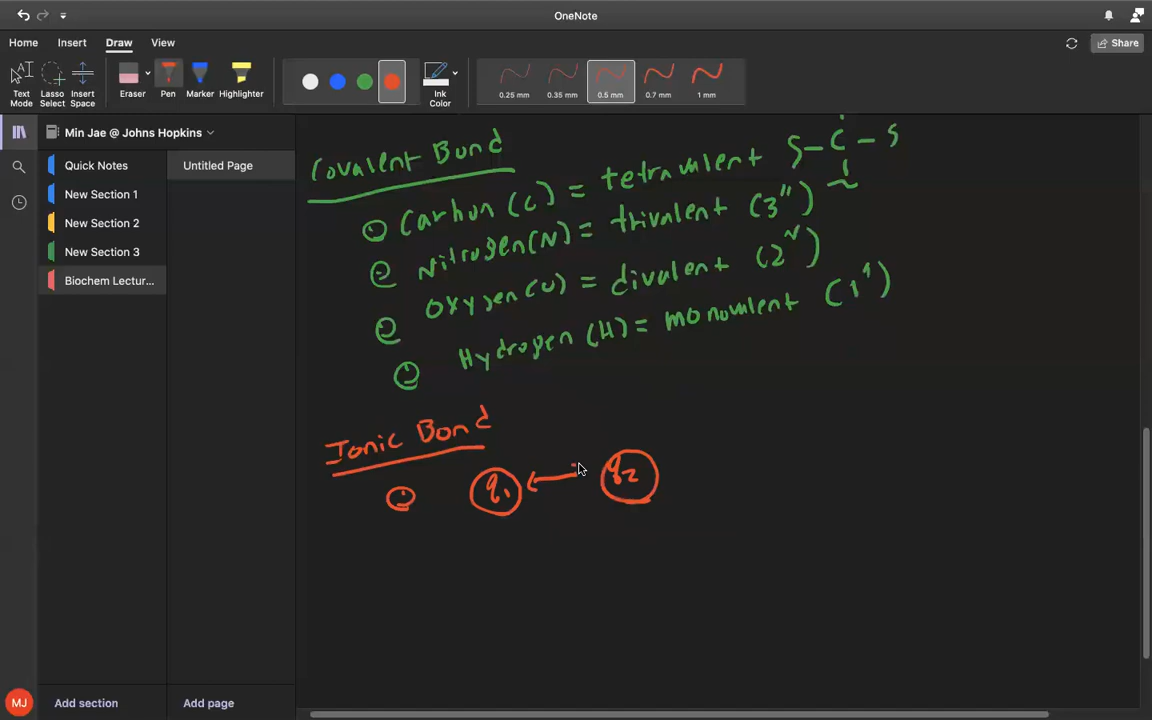 OneNote
Home Insert Draw View
Share
Text Mode
Lasso Select
Insert Space
Eraser
Pen
Marker
Highlighter
Ink Color
0.25 mm 0.35 mm 0.5 mm 0.7 mm 1 mm
Min Jae @ Johns Hopkins
Quick Notes
New Section 1
New Section 2
New Section 3
Biochem Lectur...
Untitled Page
Covalent Bond
Carbon (C) = tetravalent
S - C - S
Nitrogen (N) = trivalent (3")
Oxygen (O) = divalent (2")
Hydrogen (H) = monovalent (1")
Ionic Bond
q1 ← q2
MJ
Add section
Add page